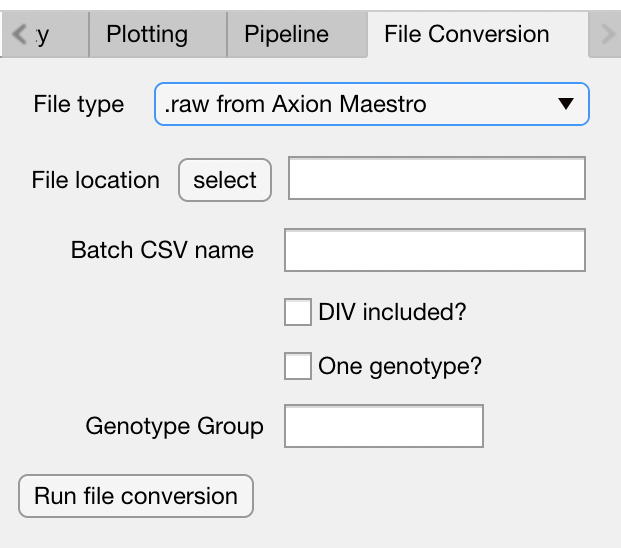 :y Plotting Pipeline File Conversion
File type .raw from Axion Maestro
File location select
Batch CSV name
DIV included?
One genotype?
Genotype Group
Run file conversion